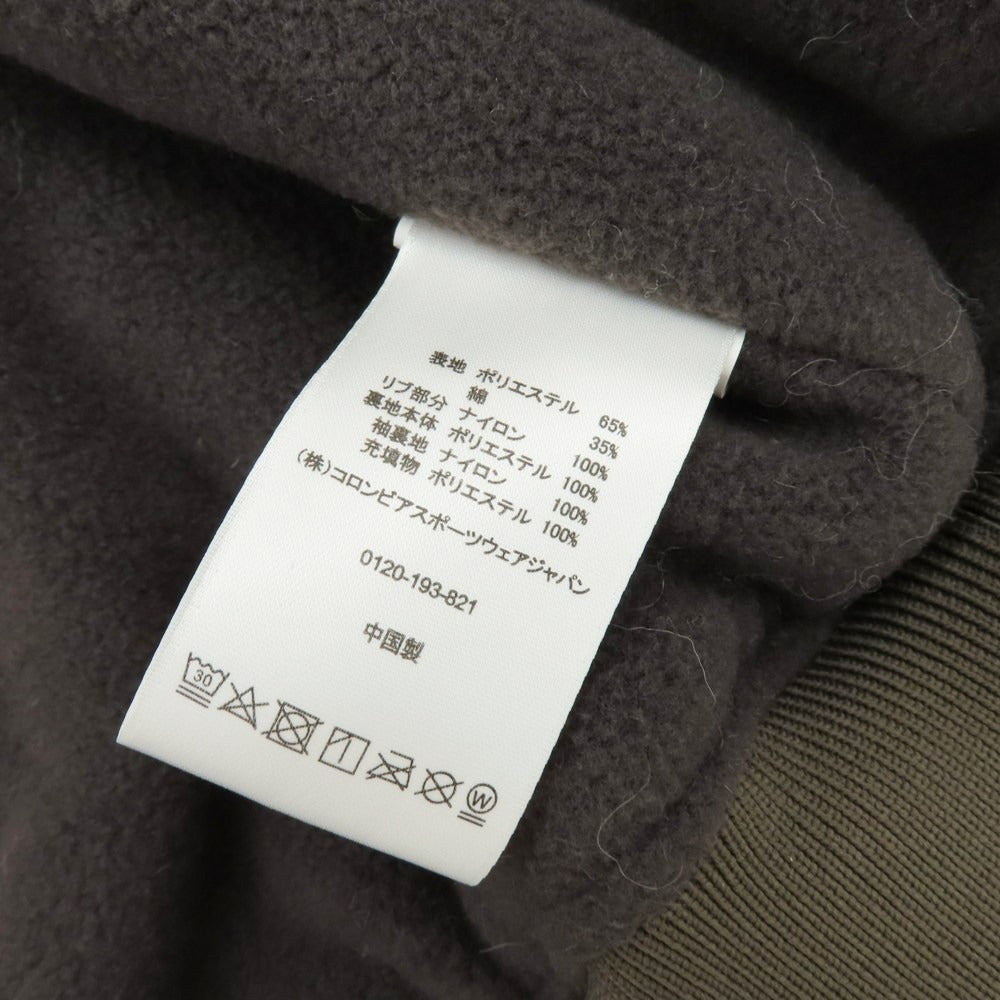 表地 ポリエステル 65%
綿 35%
リブ部分 ナイロン 100%
裏地本体 ポリエステル 100%
袖裏地 ナイロン 100%
充填物 ポリエステル 100%
(株)コロンビアスポーツウェアジャパン
0120-193-821
中国製
30 W